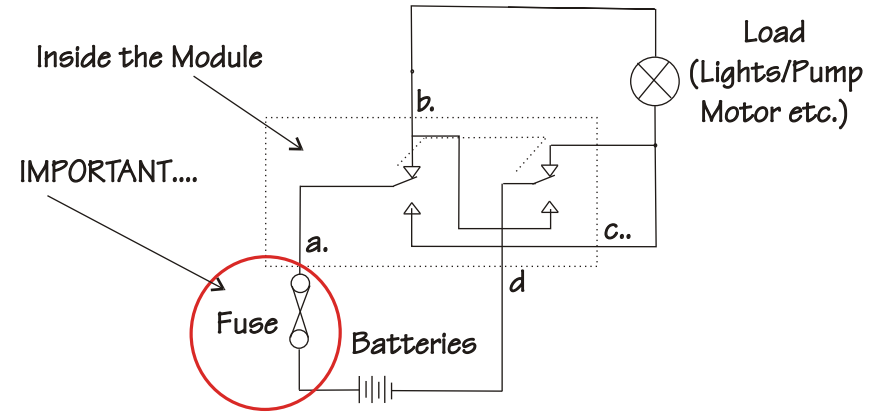 Load
Inside the Module
(Lights/Pump
Motor etc.)
b.
IMPORTANT....
a.
c..
d
Fuse
Batteries